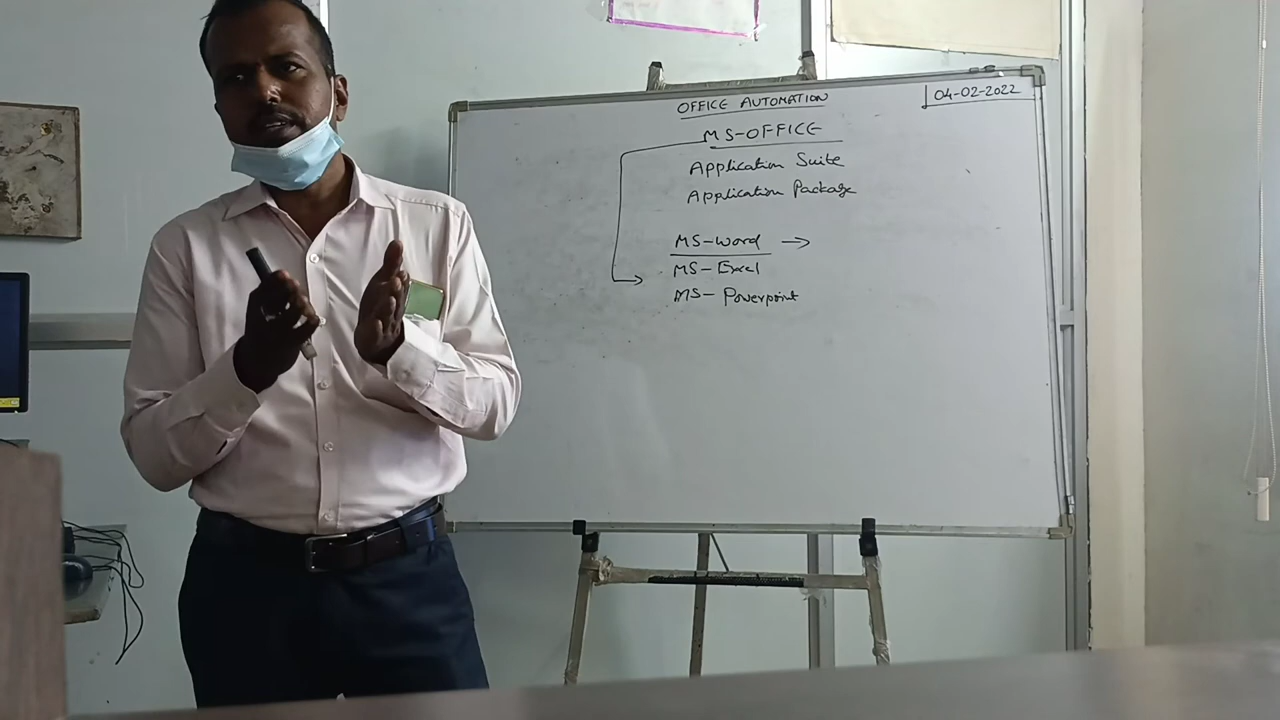 OFFICE AUTOMATION
04-02-2022
MS-OFFICE
Application Suite
Application Package
MS-Word →
MS-Excel
MS-Powerpoint